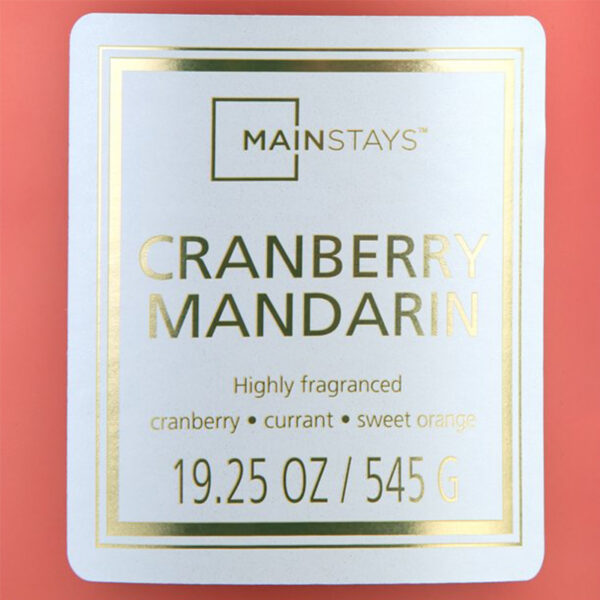 MAINSTAYS™
CRANBERRY
MANDARIN
Highly fragranced
cranberry • currant • sweet orange
19.25 OZ / 545 G